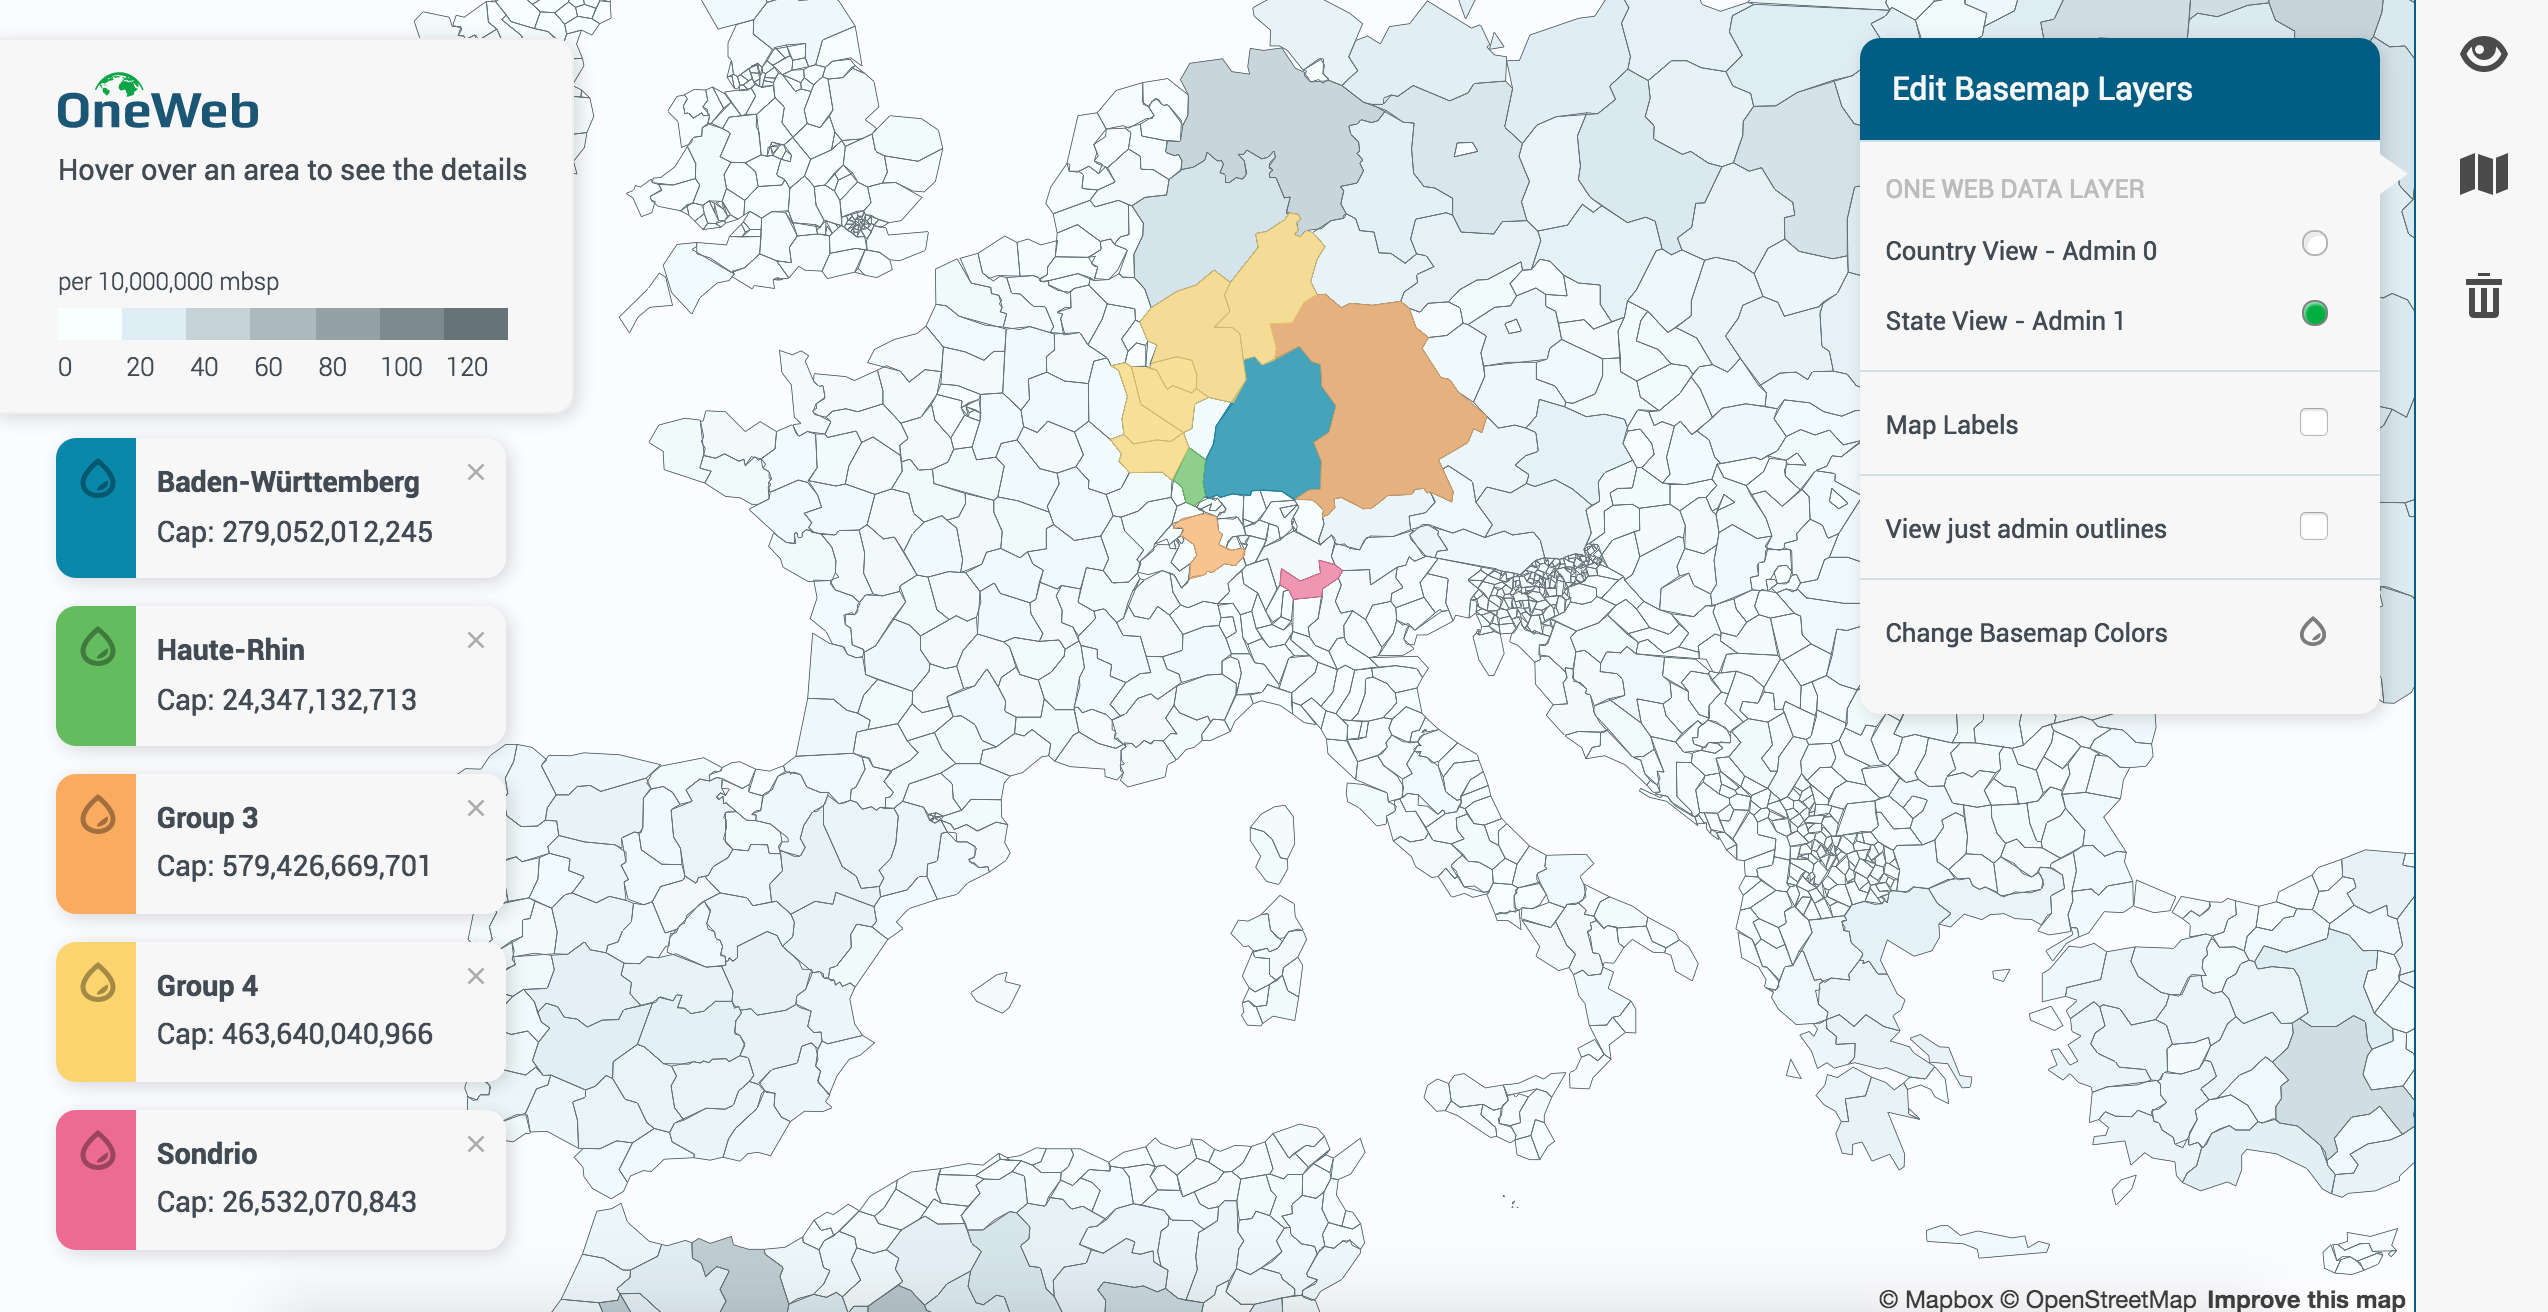 OneWeb
Hover over an area to see the details
per 10,000,000 mbsp
0 20 40 60 80 100 120
Baden-Württemberg
Cap: 279,052,012,245
Haute-Rhin
Cap: 24,347,132,713
Group 3
Cap: 579,426,669,701
Group 4
Cap: 463,640,040,966
Sondrio
Cap: 26,532,070,843
Edit Basemap Layers
ONE WEB DATA LAYER
Country View - Admin 0
State View - Admin 1
Map Labels
View just admin outlines
Change Basemap Colors
© Mapbox © OpenStreetMap Improve this map